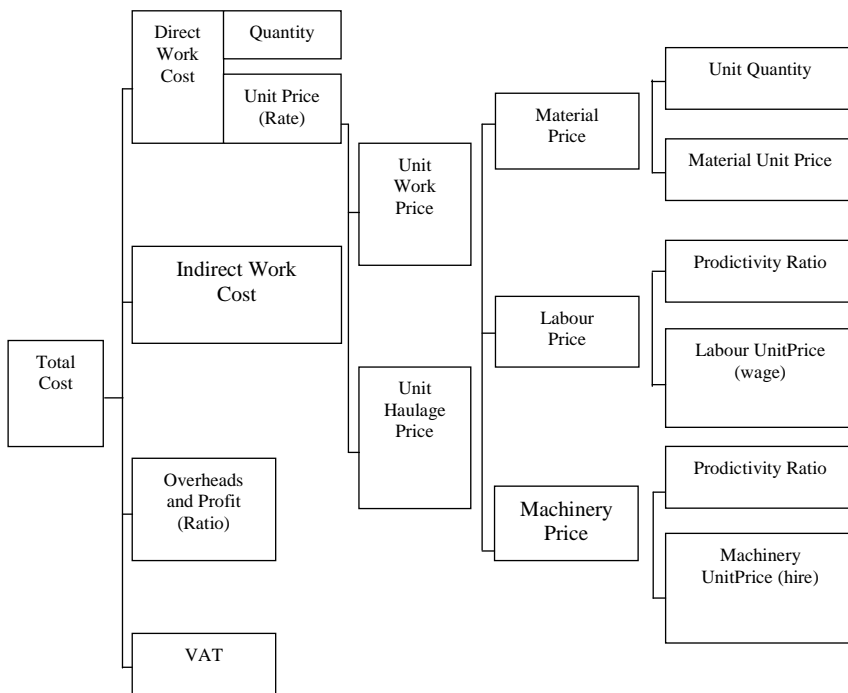 Direct
Work
Cost
Quantity
Unit Price
(Rate)
Indirect Work
Cost
Total
Cost
Overheads
and Profit
(Ratio)
VAT
Unit
Work
Price
Unit
Haulage
Price
Material
Price
Labour
Price
Machinery
Price
Unit Quantity
Material Unit Price
Prodictivity Ratio
Labour UnitPrice
(wage)
Prodictivity Ratio
Machinery
UnitPrice (hire)